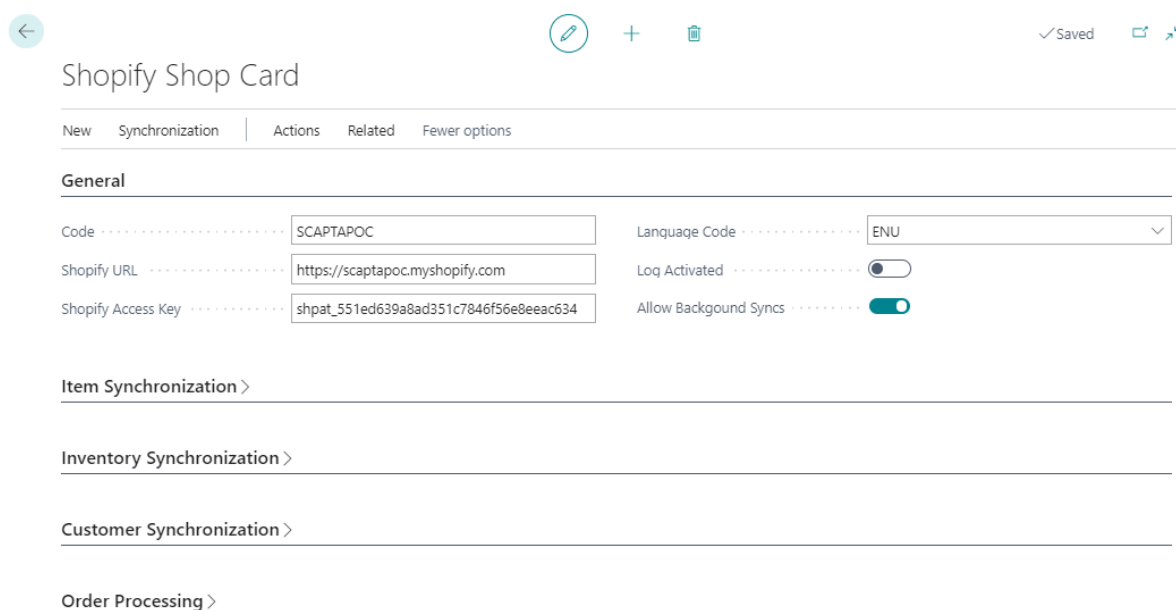 Saved
Shopify Shop Card
New Synchronization Actions Related Fewer options
General
Code SCAPTAPOC Language Code ENU
Shopify URL https://scaptapoc.myshopify.com Log Activated
Shopify Access Key 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 Allow Backgound Syncs
Item Synchronization
Inventory Synchronization
Customer Synchronization
Order Processing